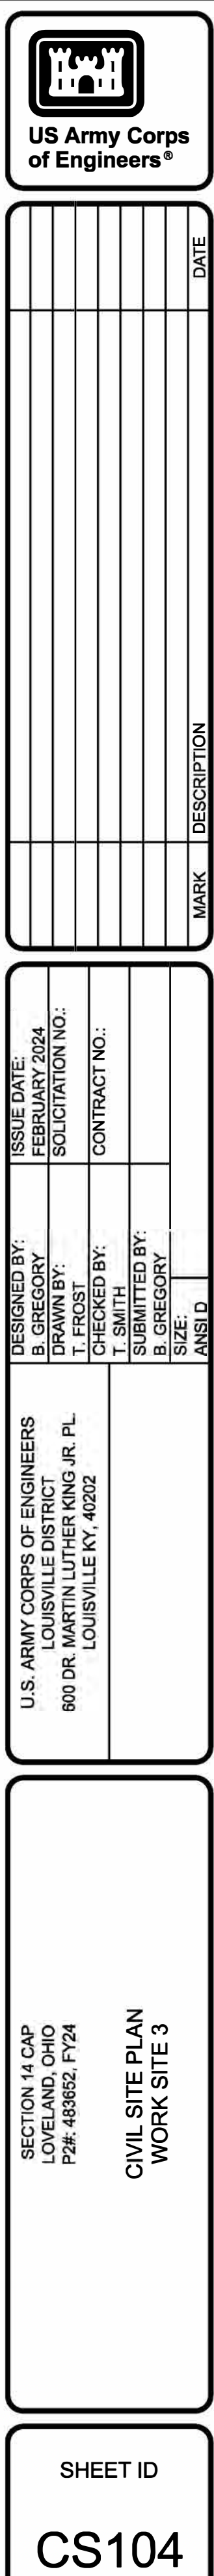 US Army Corps
of Engineers®
MARK
DESCRIPTION
DATE
DESIGNED BY:
B. GREGORY
DRAWN BY:
T. FROST
CHECKED BY:
T. SMITH
SUBMITTED BY:
B. GREGORY
SIZE:
ANSI D
ISSUE DATE:
FEBRUARY 2024
SOLICITATION NO.:
CONTRACT NO.:
U.S. ARMY CORPS OF ENGINEERS
LOUISVILLE DISTRICT
600 DR. MARTIN LUTHER KING JR. PL.
LOUISVILLE KY, 40202
SECTION 14 CAP
LOVELAND, OHIO
P2#: 483652, FY24
CIVIL SITE PLAN
WORK SITE 3
SHEET ID
CS104